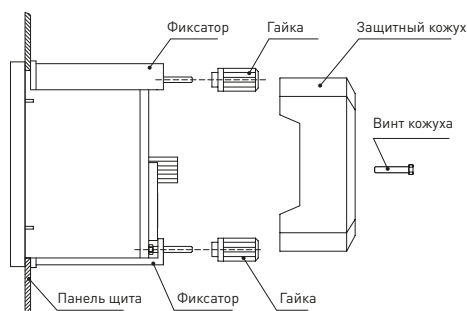 Фиксатор
Гайка
Защитный кожух
Винт кожуха
Панель щита
Фиксатор
Гайка